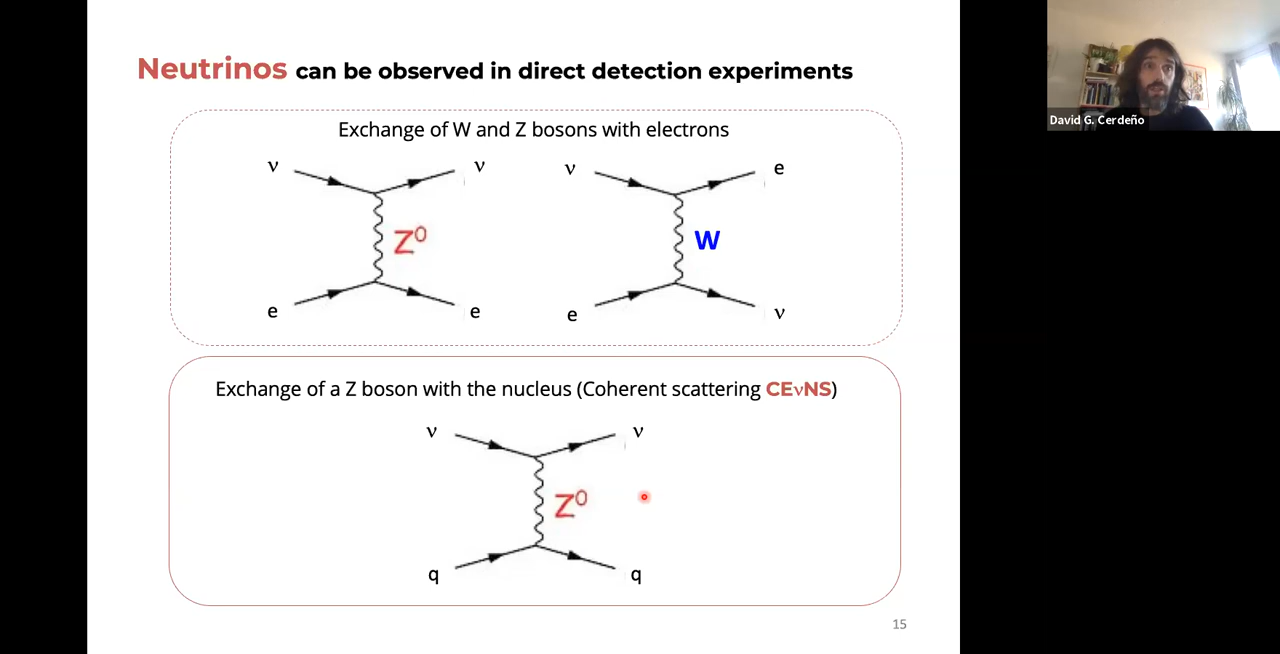 Neutrinos can be observed in direct detection experiments
David G. Cerdeño
Exchange of W and Z bosons with electrons
ν ν ν e
Z⁰ W
e e e ν
Exchange of a Z boson with the nucleus (Coherent scattering CEνNS)
ν ν
Z⁰
q q
15